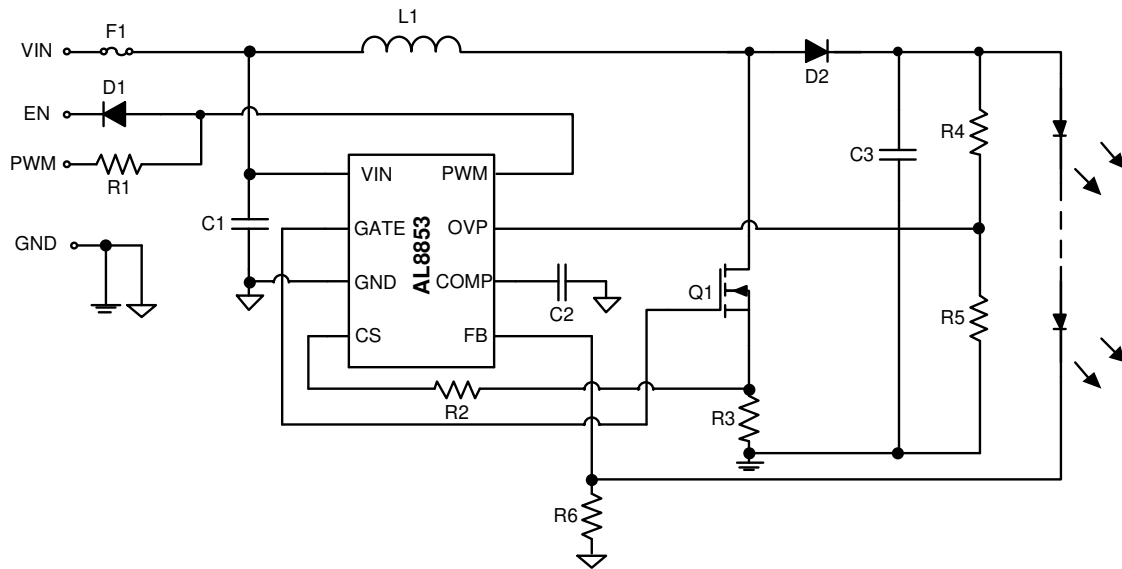 F1
L1
VIN
D2
D1
EN
R4
PWM
C3
R1
VIN
PWM
C1
GATE
OVP
AL8853
GND
GND
COMP
C2
Q1
R5
CS
FB
R2
R3
R6